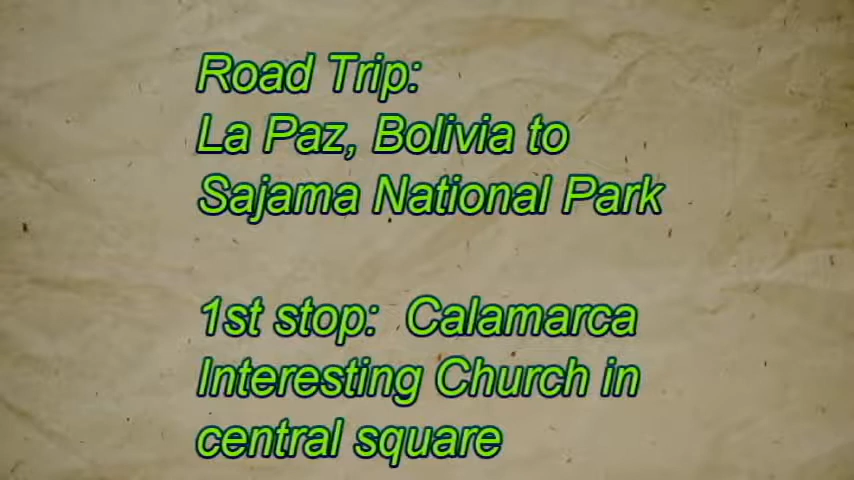 Road Trip:
La Paz, Bolivia to
Sajama National Park
1st stop:  Calamarca
Interesting Church in
central square